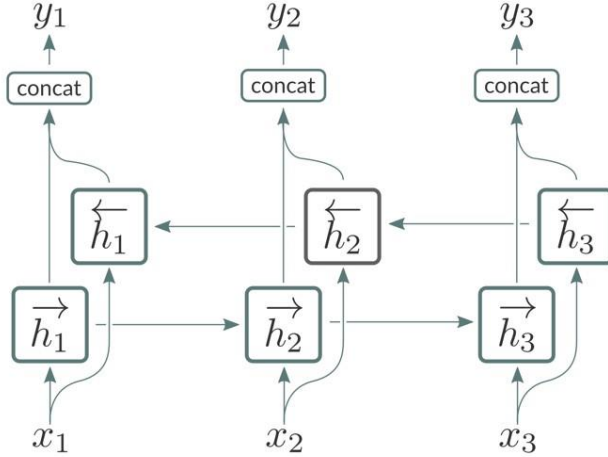 y₁ y₂ y₃
concat concat concat
←h₁ ←h₂ ←h₃
→h₁ →h₂ →h₃
x₁ x₂ x₃